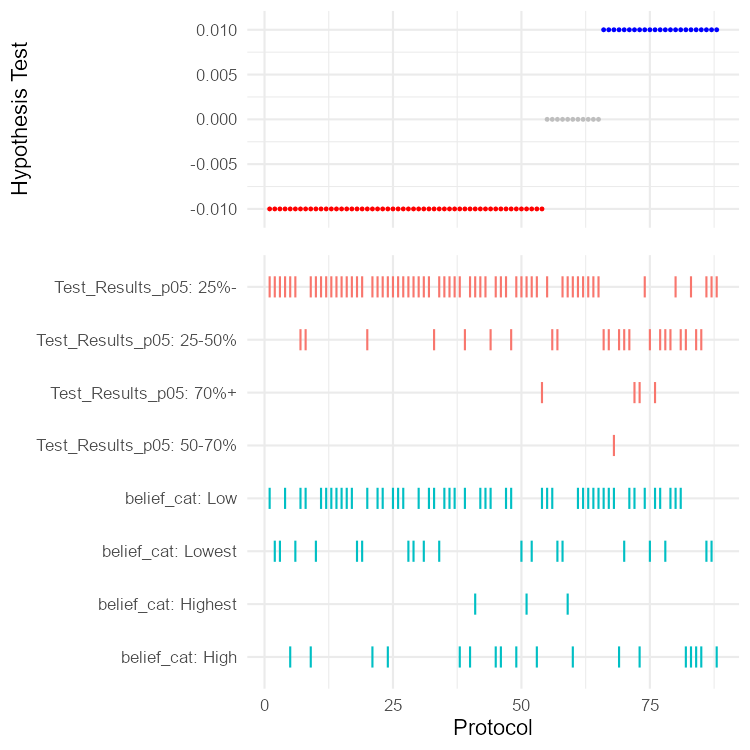 Hypothesis Test
0.010
0.005
0.000
-0.005
-0.010
Test_Results_p05: 25%-
Test_Results_p05: 25-50%
Test_Results_p05: 70%+
Test_Results_p05: 50-70%
belief_cat: Low
belief_cat: Lowest
belief_cat: Highest
belief_cat: High
0 25 50 75
Protocol